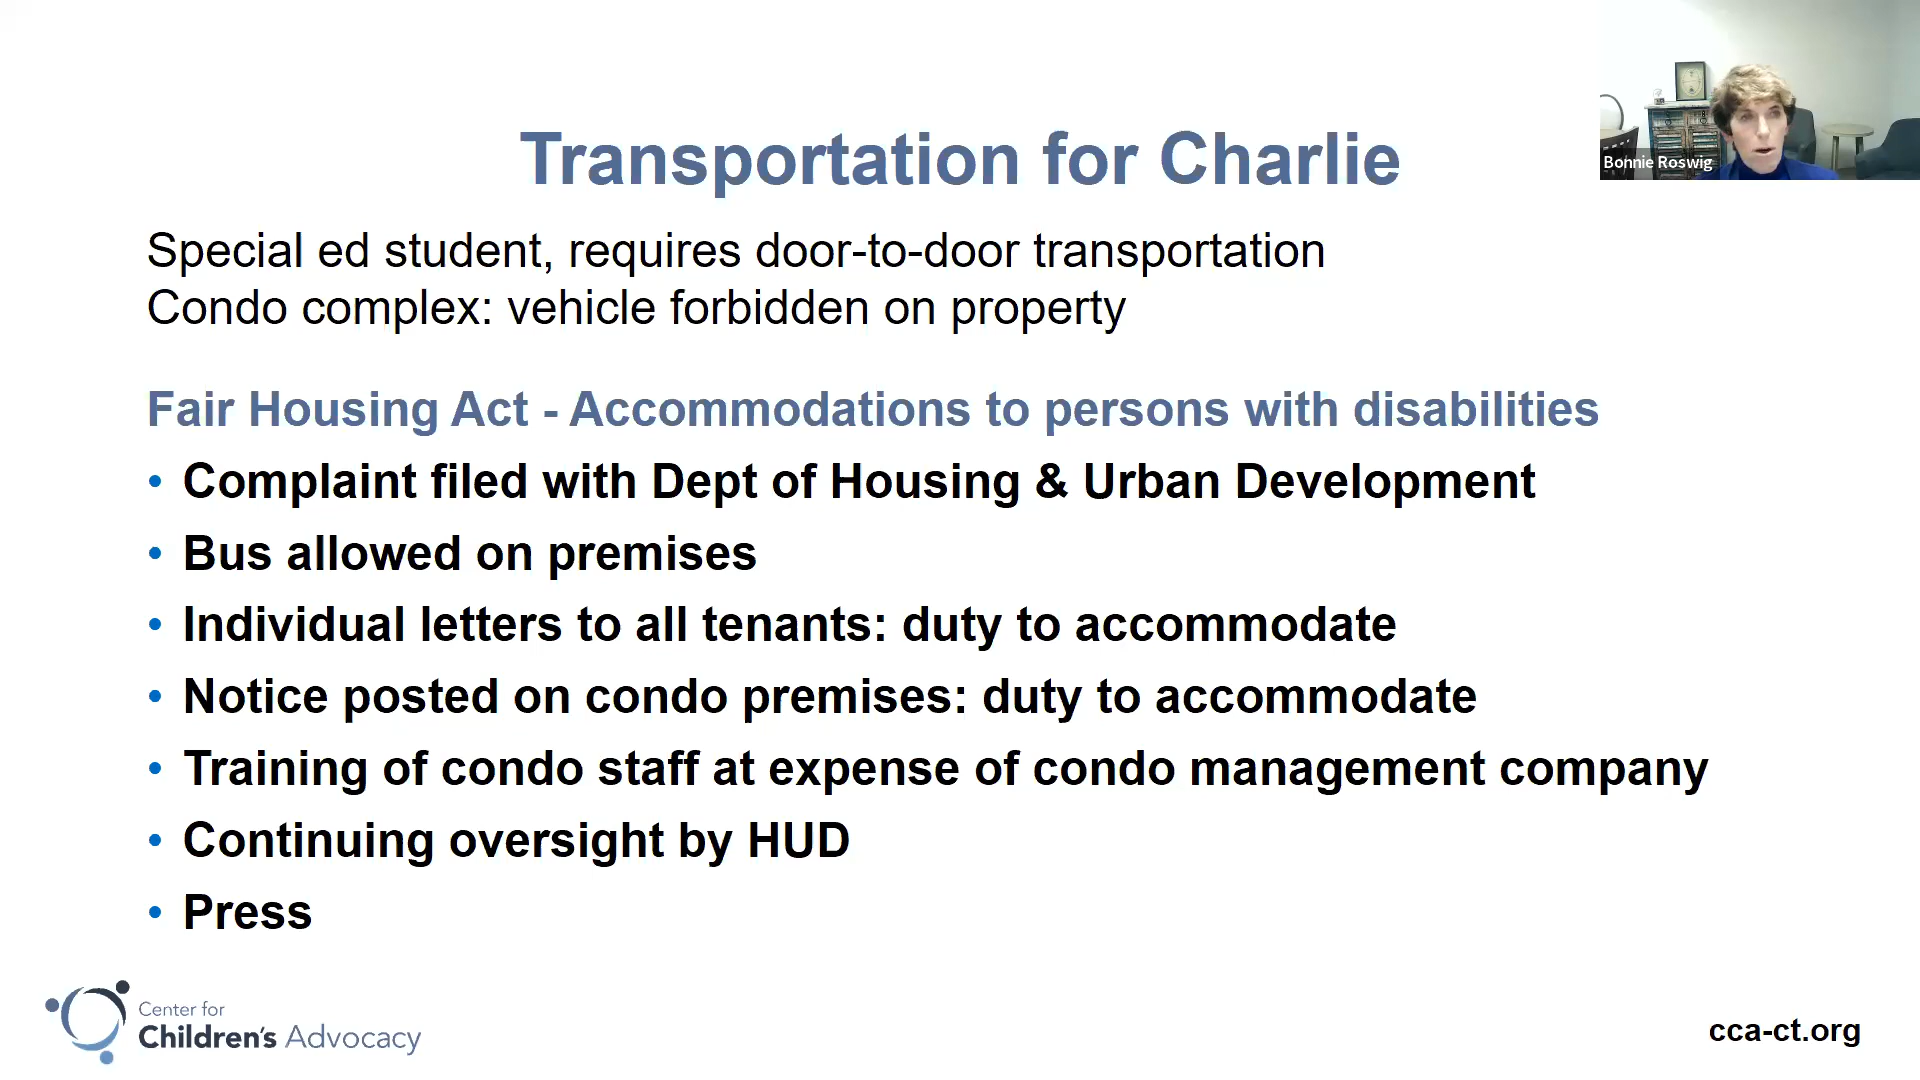 Transportation for Charlie
Bonnie Roswig
Special ed student, requires door-to-door transportation
Condo complex: vehicle forbidden on property
Fair Housing Act - Accommodations to persons with disabilities
• Complaint filed with Dept of Housing & Urban Development
• Bus allowed on premises
• Individual letters to all tenants: duty to accommodate
• Notice posted on condo premises: duty to accommodate
• Training of condo staff at expense of condo management company
• Continuing oversight by HUD
• Press
Center for
Children's Advocacy
cca-ct.org